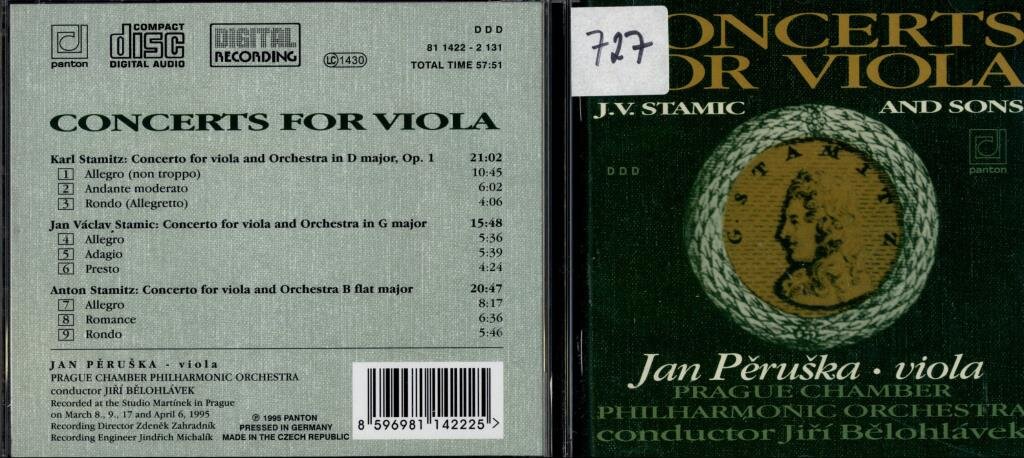 panton
COMPACT
disc
DIGITAL AUDIO
DIGITAL
RECORDING
LC 1430
D D D
81 1422 - 2 131
TOTAL TIME 57:51
CONCERTS FOR VIOLA
Karl Stamitz: Concerto for viola and Orchestra in D major, Op. 1 21:02
1 Allegro (non troppo) 10:45
2 Andante moderato 6:02
3 Rondo (Allegretto) 4:06
Jan Václav Stamic: Concerto for viola and Orchestra in G major 15:48
4 Allegro 5:36
5 Adagio 5:39
6 Presto 4:24
Anton Stamitz: Concerto for viola and Orchestra B flat major 20:47
7 Allegro 8:17
8 Romance 6:36
9 Rondo 5:46
JAN PĚRUŠKA - viola
PRAGUE CHAMBER PHILHARMONIC ORCHESTRA
conductor JIŘÍ BĚLOHLÁVEK
Recorded at the Studio Martínek in Prague
on March 8., 9., 17 and April 6, 1995
Recording Director Zdeněk Zahradník
Recording Engineer Jindřich Michalík
℗ 1995 PANTON
PACKED IN GERMANY
MADE IN THE CZECH REPUBLIC
8 596981 142225 >
727
ONCERTS
OR VIOLA
J.V. STAMIC AND SONS
D D D
panton
G. STAMITZ
Jan Pěruška · viola
PRAGUE CHAMBER
PHILHARMONIC ORCHESTRA
conductor Jiří Bělohlávek